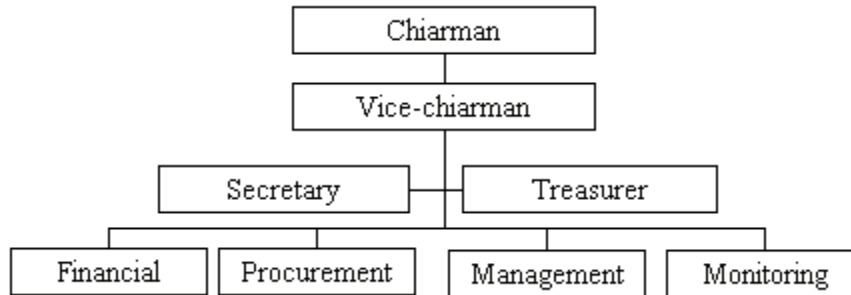 Chiarman
Vice-chiarman
Secretary
Treasurer
Financial
Procurement
Management
Monitoring